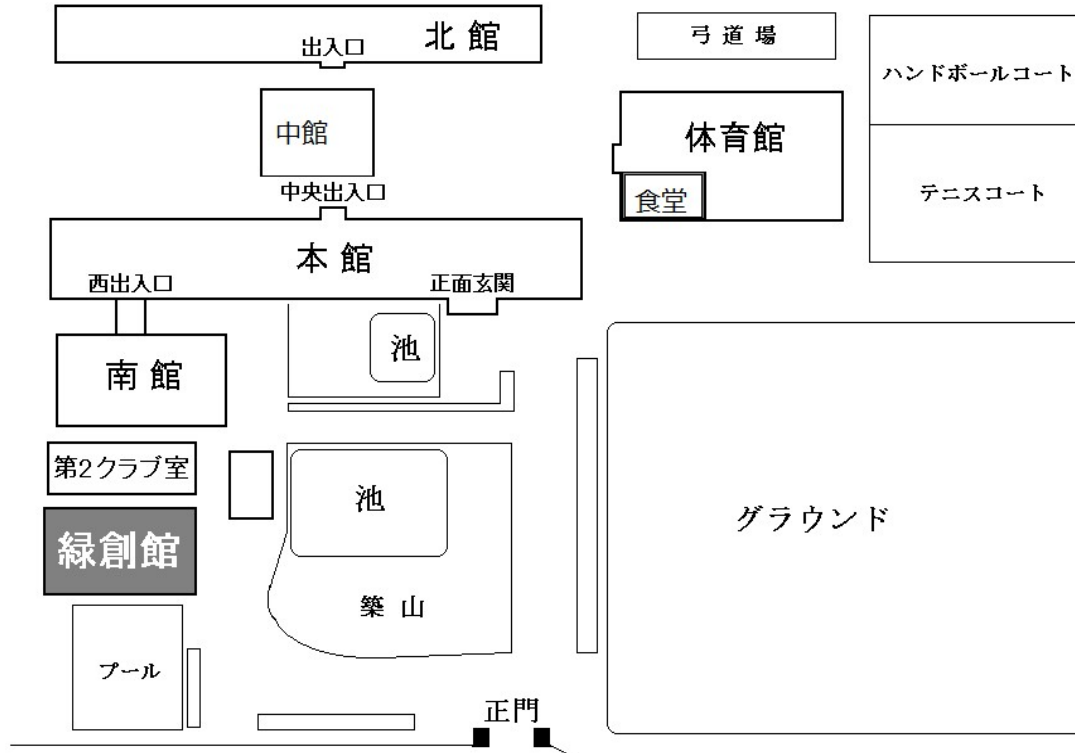 北館
出入口
弓道場
ハンドボールコート
中館
体育館
中央出入口
食堂
テニスコート
本館
西出入口
正面玄関
池
南館
第2クラブ室
池
グラウンド
緑創館
築山
プール
正門